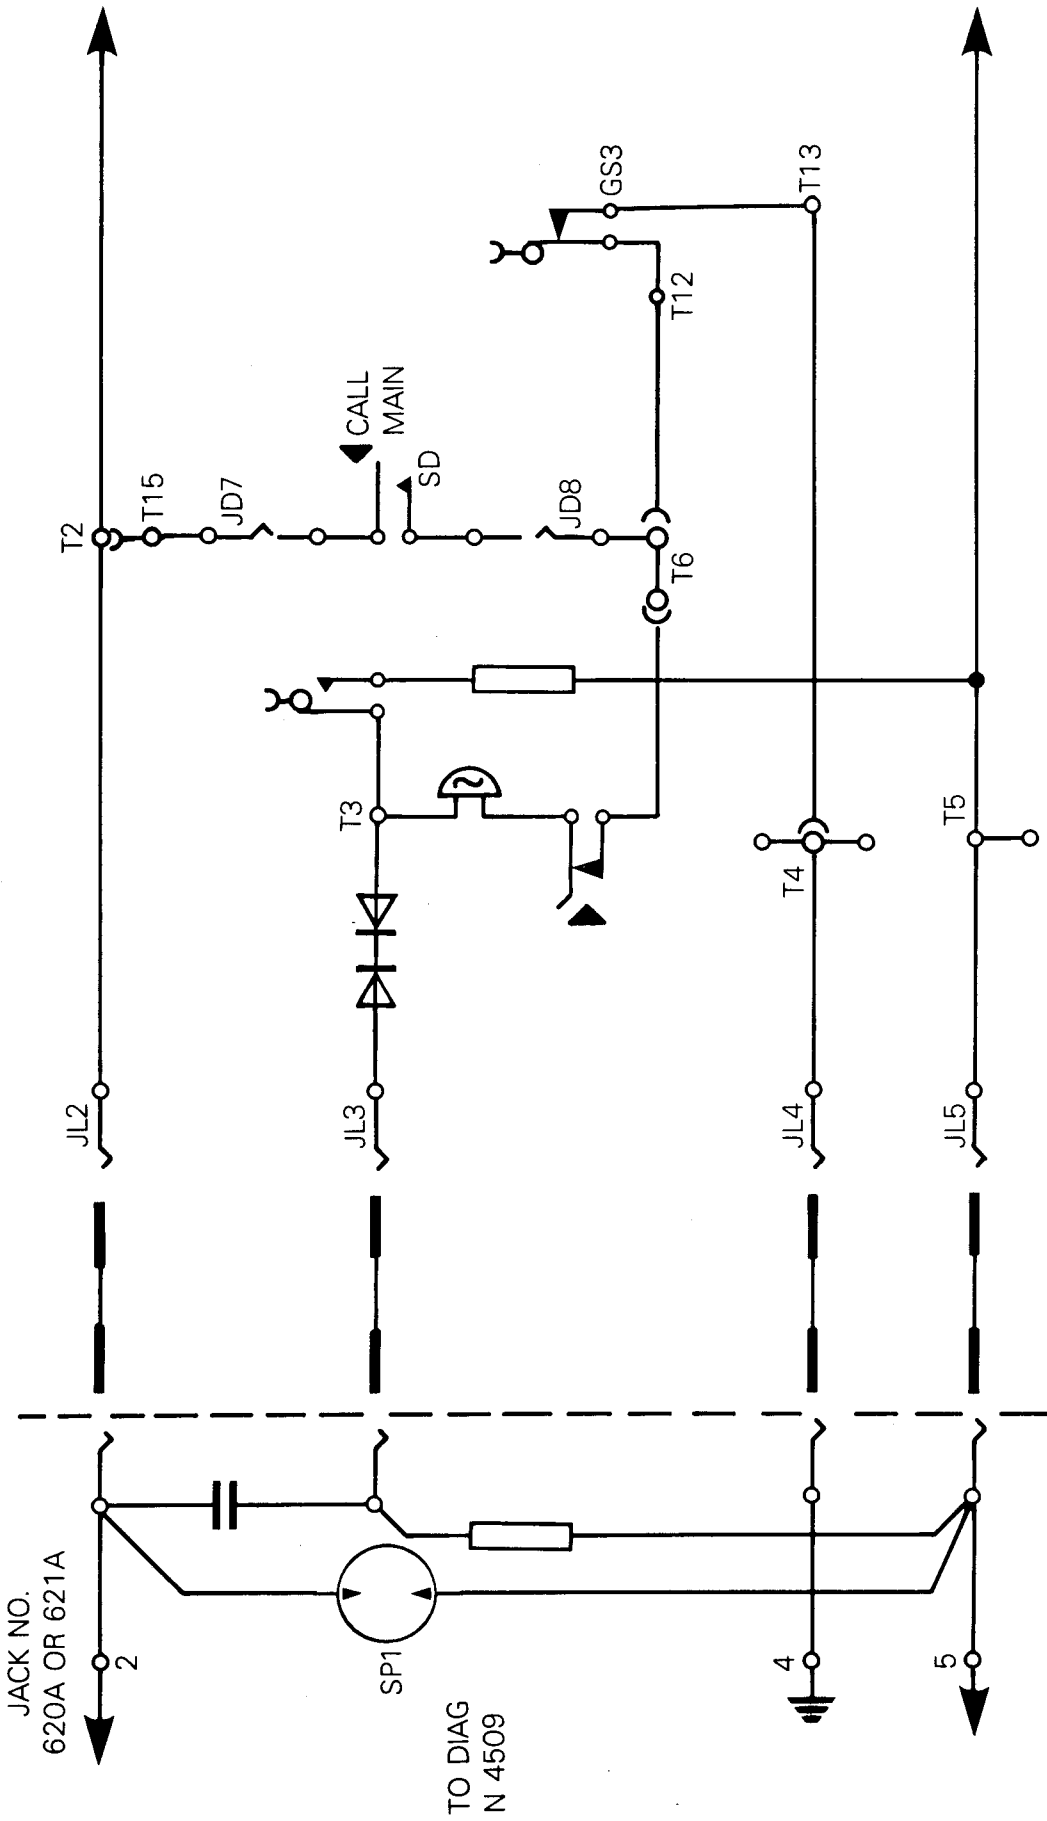 JACK NO.
620A OR 621A
2
SP1
4
5
TO DIAG
N 4509
JL2
JL3
JL4
JL5
T3
T4
T5
T2
T15
JD7
CALL
MAIN
SD
JD8
T6
T12
GS3
T13